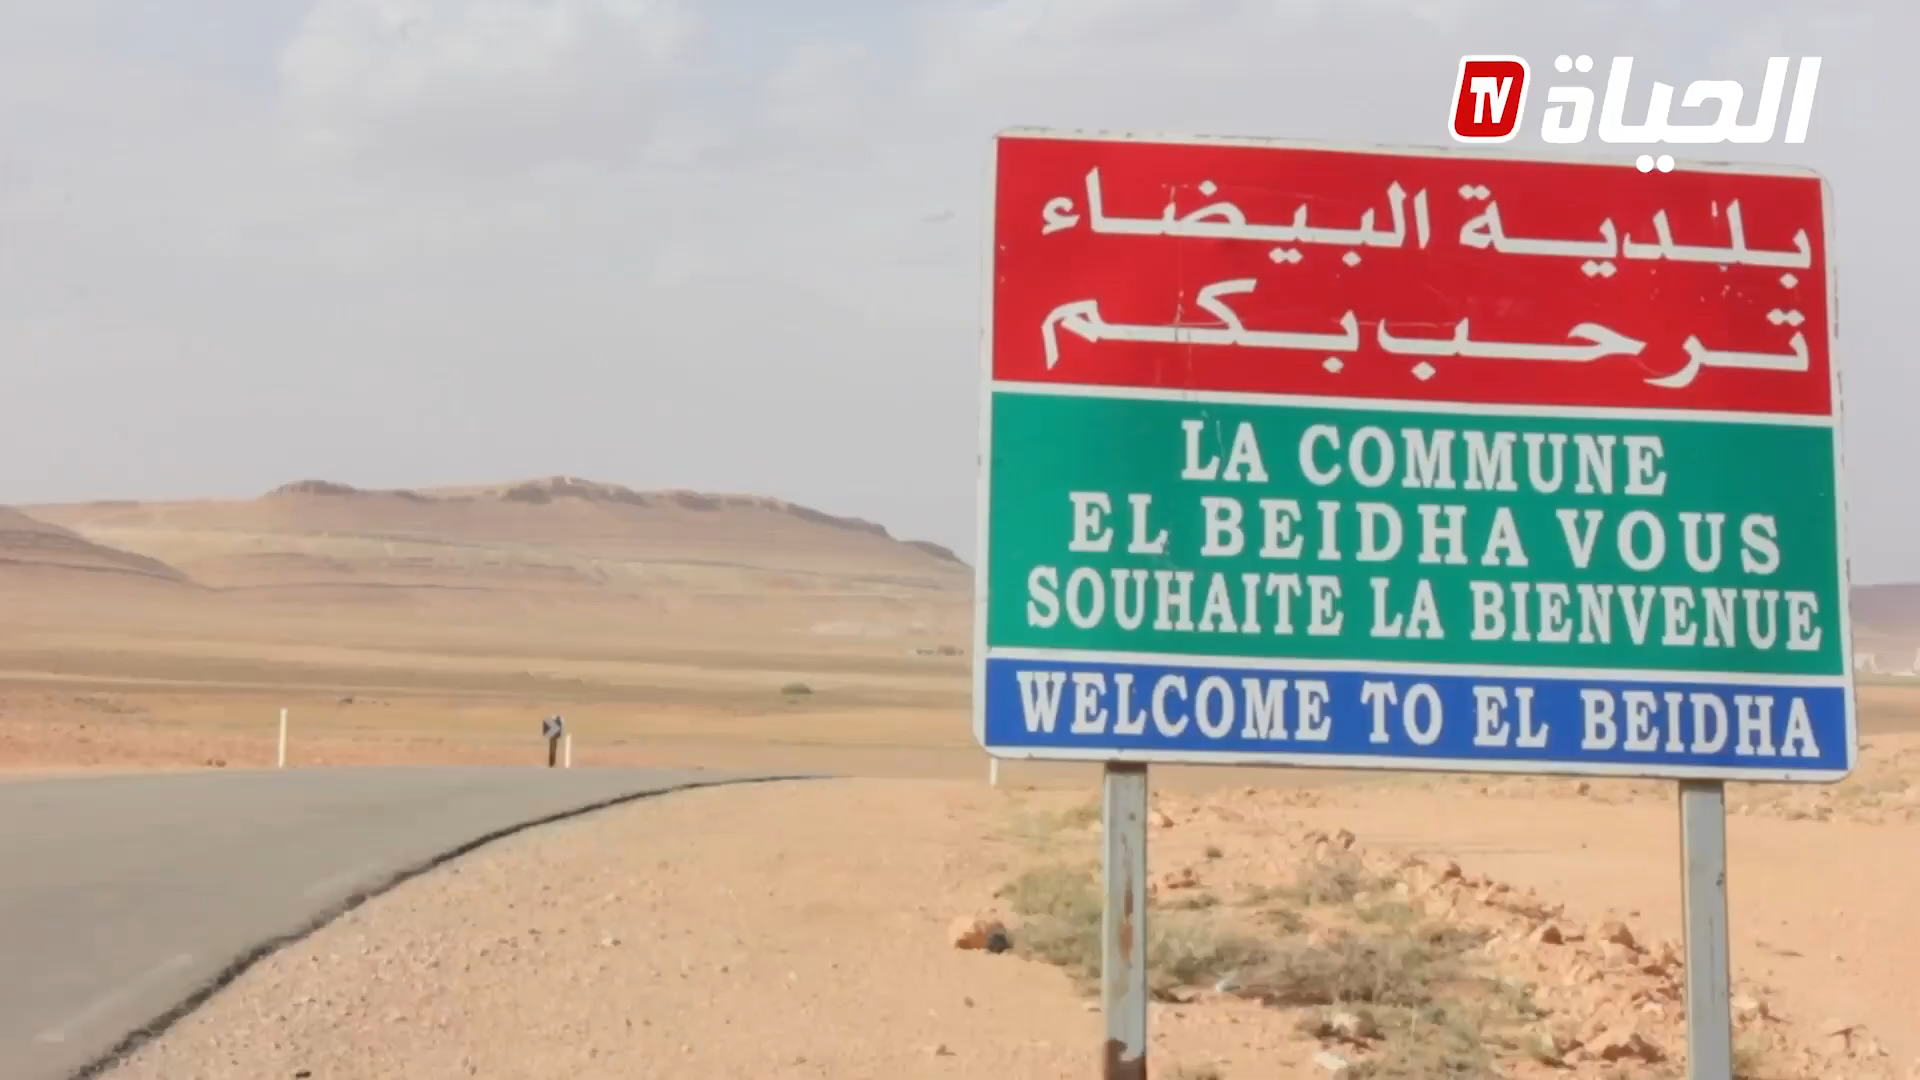 TV الحياة
بلدية البيضاء
ترحب بكم
LA COMMUNE
EL BEIDHA VOUS
SOUHAITE LA BIENVENUE
WELCOME TO EL BEIDHA